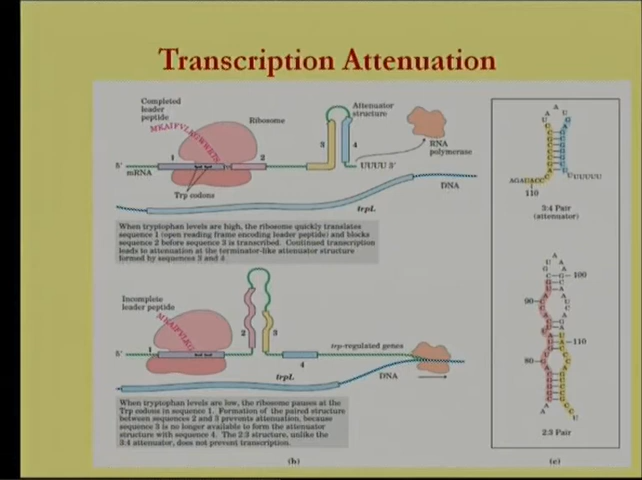 Transcription Attenuation
Completed
leader
peptide
MKAIFVLKGWWRTS
Ribosome
Attenuator
structure
1
2
3
4
RNA
polymerase
5'
mRNA
UUUU 3'
Trp codons
DNA
trpL
When tryptophan levels are high, the ribosome quickly translates
sequence 1 (open reading frame encoding leader peptide) and blocks
sequence 2 before sequence 3 is transcribed. Continued transcription
leads to attenuation at the terminator-like attenuator structure
formed by sequences 3 and 4
Incomplete
leader peptide
MKAIFVLKG
1
2
3
4
5'
trp-regulated genes
trpL
DNA
When tryptophan levels are low, the ribosome pauses at the
Trp codons in sequence 1. Formation of the paired structure
between sequences 2 and 3 prevents attenuation, because
sequence 3 is no longer available to form the attenuator
structure with sequence 4. The 2:3 structure, unlike the
3:4 attenuator, does not prevent transcription.
(b)
AGAUACC
UUUUUU
110
3:4 Pair
(attenuator)
100
90
110
80
2:3 Pair
(c)